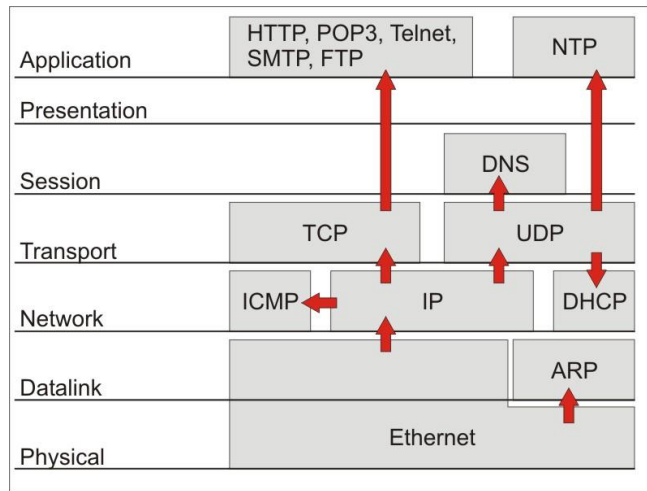 HTTP, POP3, Telnet,
SMTP, FTP
NTP
Application
Presentation
DNS
Session
TCP
UDP
Transport
ICMP
IP
DHCP
Network
ARP
Datalink
Ethernet
Physical